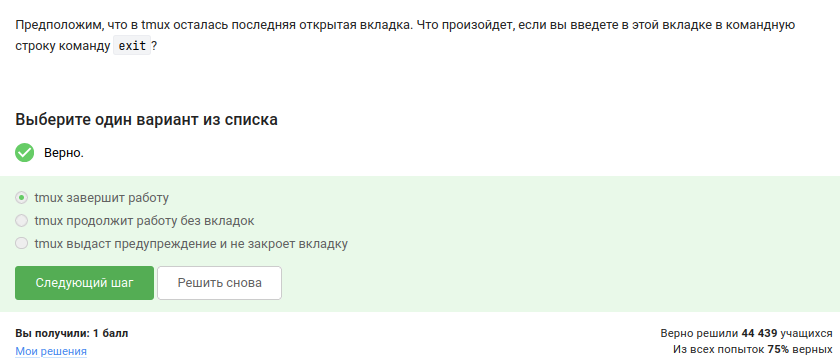 Предположим, что в tmux осталась последняя открытая вкладка. Что произойдет, если вы введете в этой вкладке в командную
строку команду exit ?
Выберите один вариант из списка
Верно.
tmux завершит работу
tmux продолжит работу без вкладок
tmux выдаст предупреждение и не закроет вкладку
Следующий шаг Решить снова
Вы получили: 1 балл
Мои решения
Верно решили 44 439 учащихся
Из всех попыток 75% верных